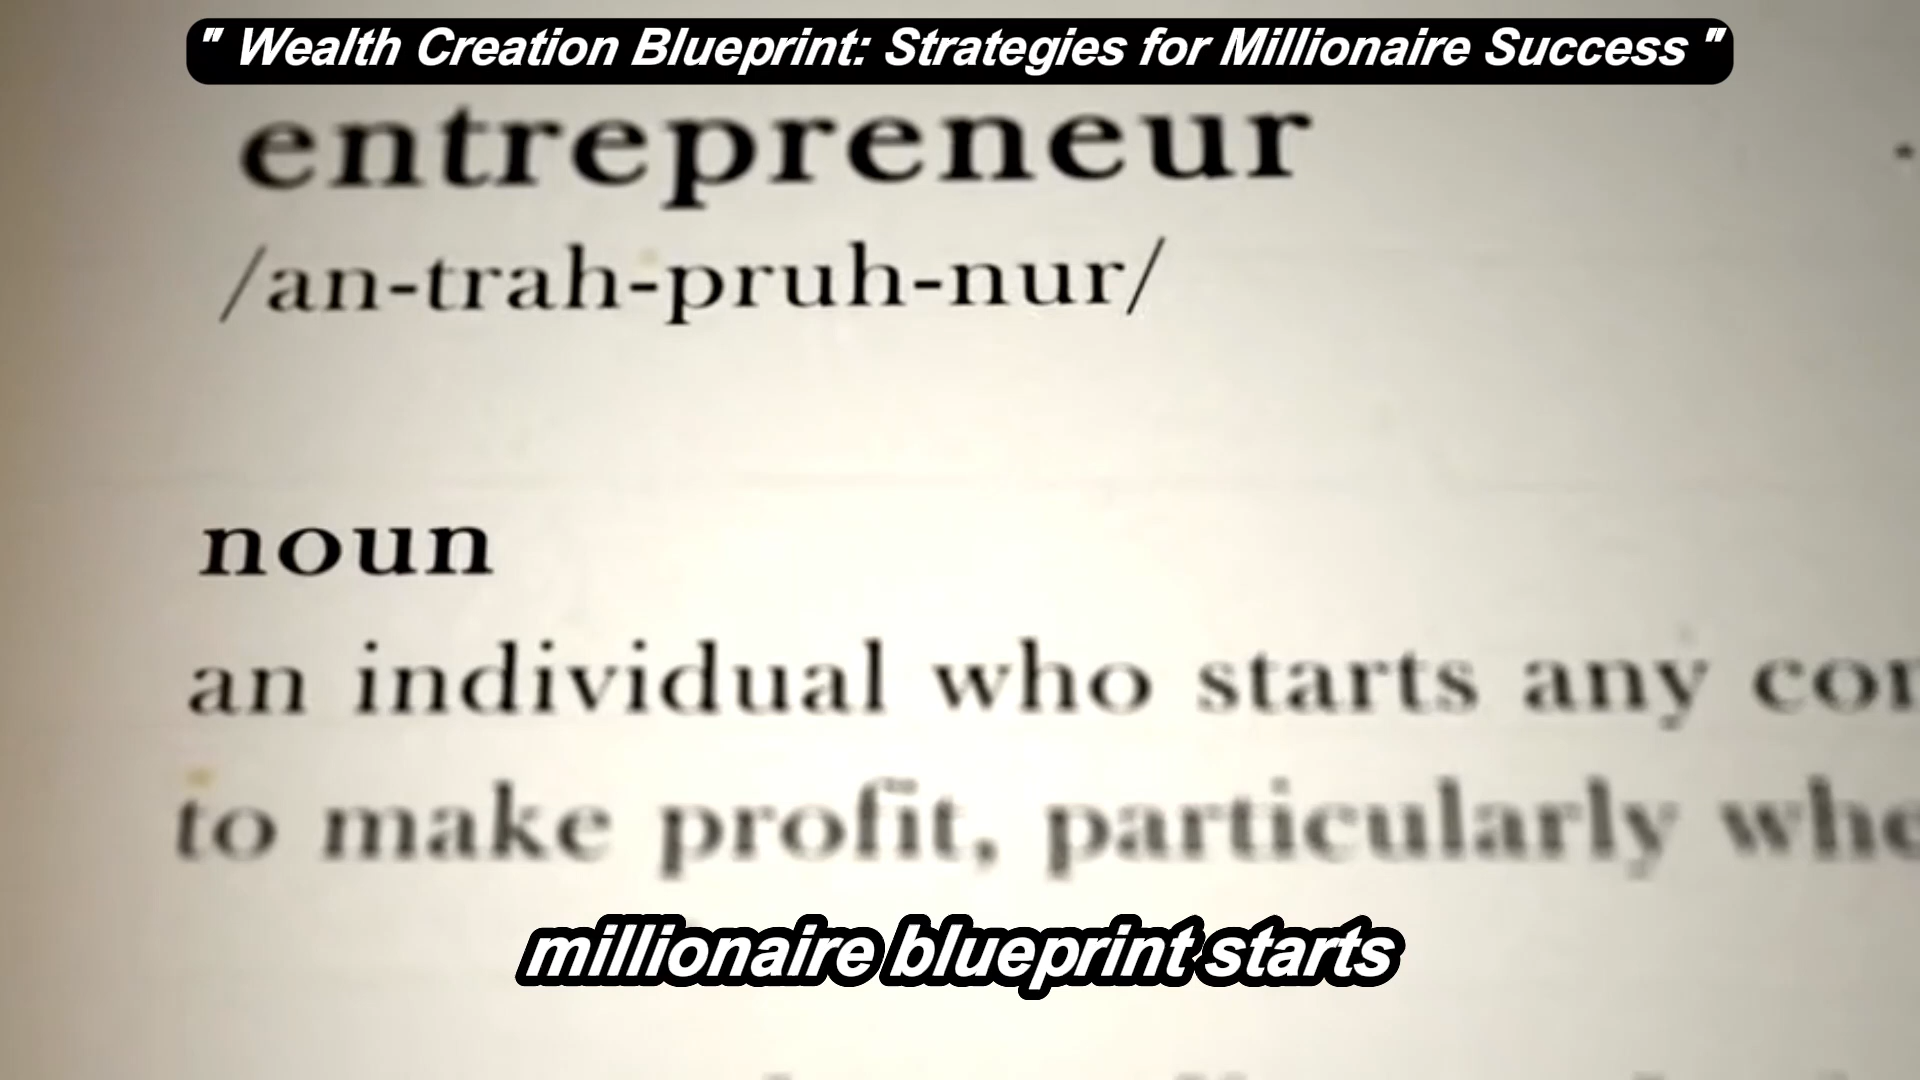 " Wealth Creation Blueprint: Strategies for Millionaire Success "
entrepreneur
/an-trah-pruh-nur/
noun
an individual who starts any
to make profit, particularly
millionaire blueprint starts